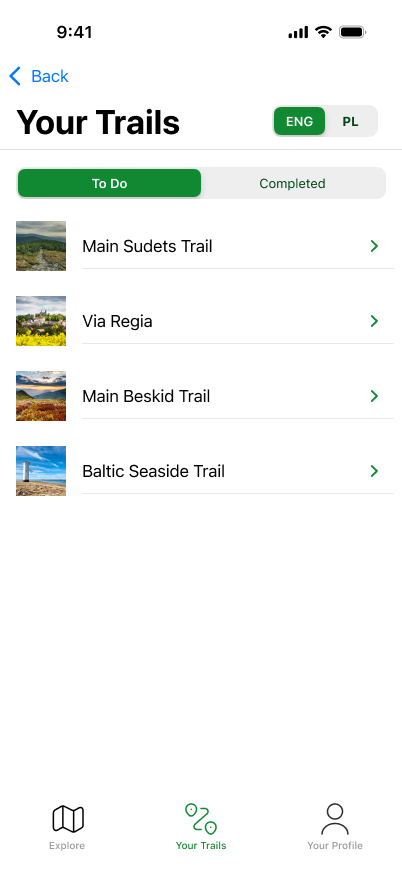 9:41
Back
Your Trails
ENG
PL
To Do
Completed
Main Sudets Trail
Via Regia
Main Beskid Trail
Baltic Seaside Trail
Explore
Your Trails
Your Profile